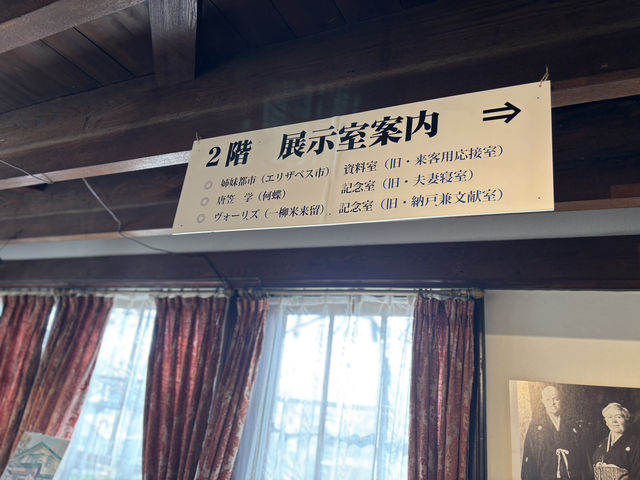 2階 展示室案内 ⇒
○ 姉妹都市（エリザベス市） 資料室（旧・来客用応接室）
○ 唐笠 学（何蝶） 記念室（旧・夫妻寝室）
○ ヴォーリズ（一柳米来留）‥ 記念室（旧・納戸兼文献室）